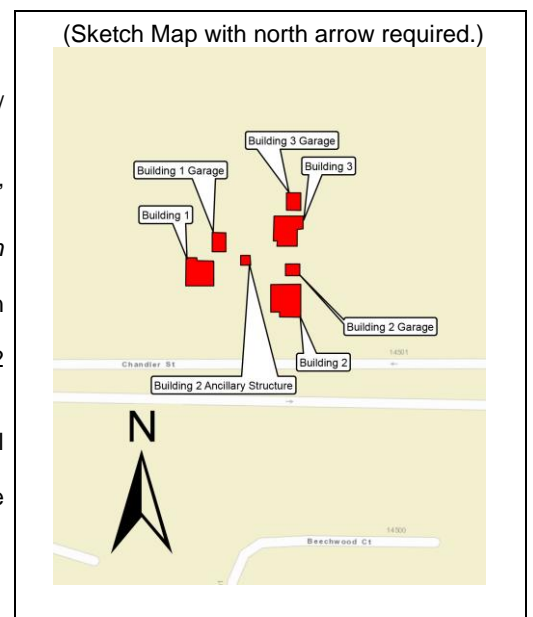 (Sketch Map with north arrow required.)
Building 3 Garage
Building 3
Building 1 Garage
Building 1
Building 2 Garage
14501
Building 2
Chandler St
Building 2 Ancillary Structure
N
14500
Beechwood Ct
/
,
n
n
2
l
e